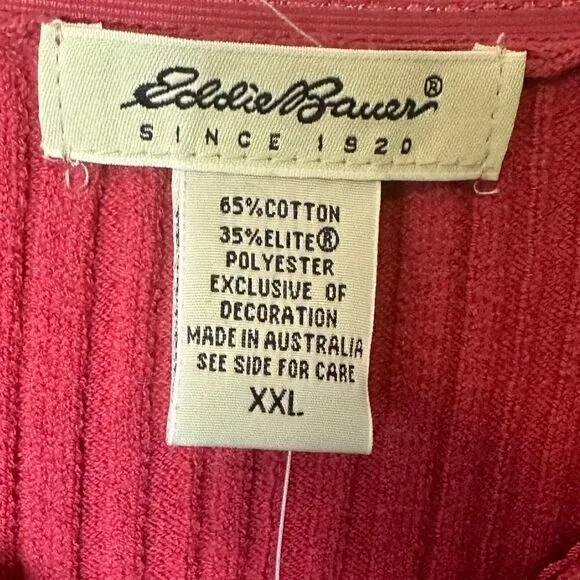 Eddie Bauer®
SINCE 1920
65%COTTON
35%ELITE®
POLYESTER
EXCLUSIVE OF
DECORATION
MADE IN AUSTRALIA
SEE SIDE FOR CARE
XXL